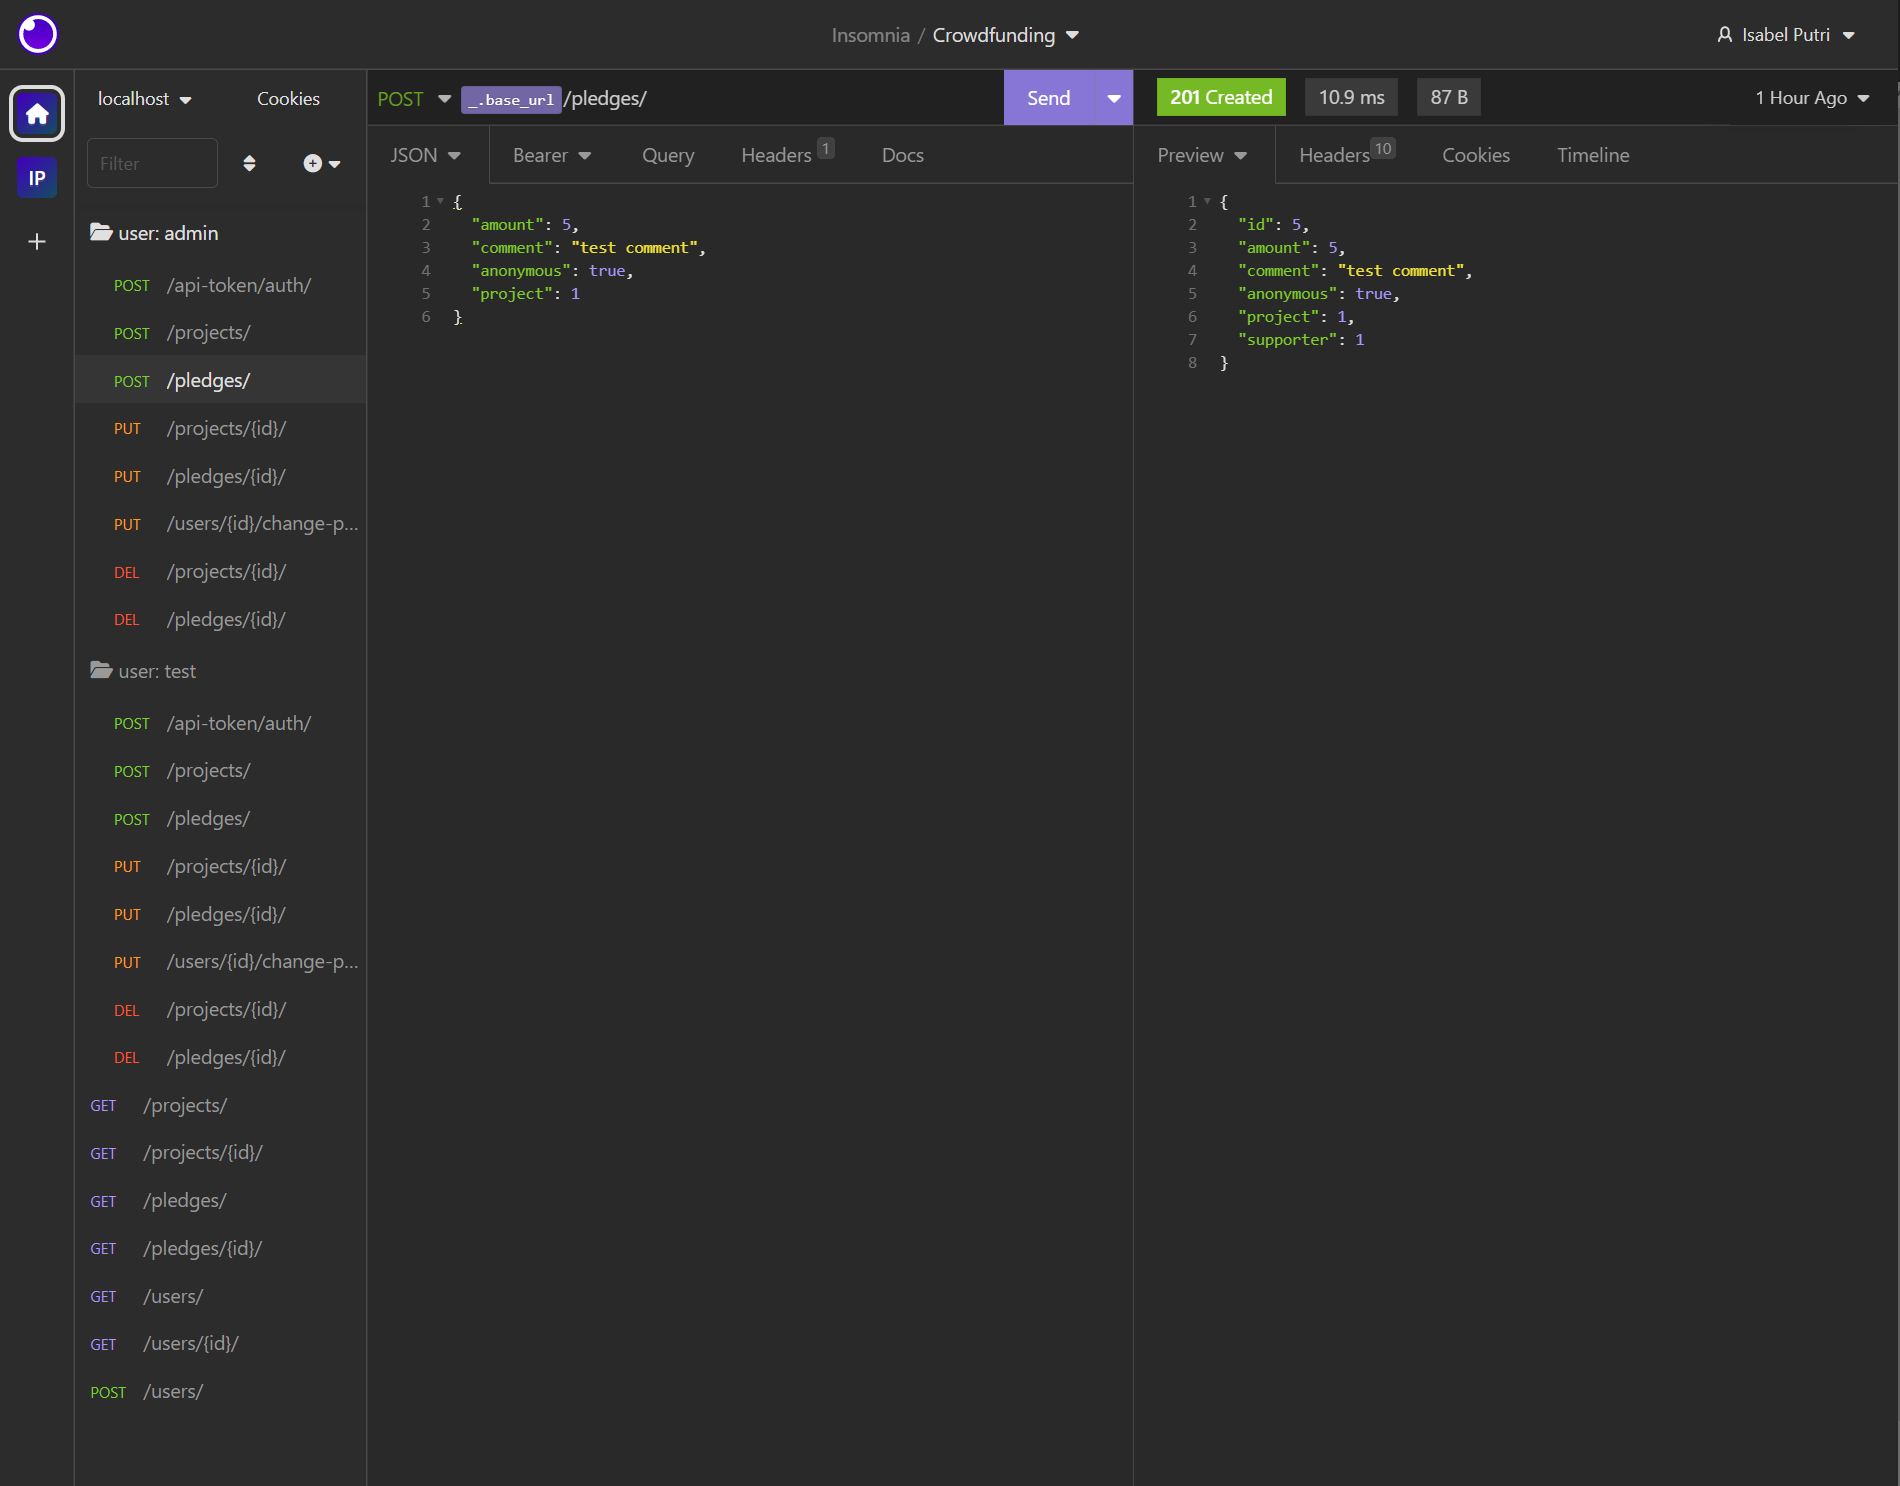 Insomnia / Crowdfunding
Isabel Putri
IP
localhost
Cookies
Filter
user: admin
POST /api-token/auth/
POST /projects/
POST /pledges/
PUT /projects/{id}/
PUT /pledges/{id}/
PUT /users/{id}/change-p...
DEL /projects/{id}/
DEL /pledges/{id}/
user: test
POST /api-token/auth/
POST /projects/
POST /pledges/
PUT /projects/{id}/
PUT /pledges/{id}/
PUT /users/{id}/change-p...
DEL /projects/{id}/
DEL /pledges/{id}/
GET /projects/
GET /projects/{id}/
GET /pledges/
GET /pledges/{id}/
GET /users/
GET /users/{id}/
POST /users/
POST _.base_url /pledges/ Send
JSON Bearer Query Headers 1 Docs
1 {
2 "amount": 5,
3 "comment": "test comment",
4 "anonymous": true,
5 "project": 1
6 }
201 Created 10.9 ms 87 B 1 Hour Ago
Preview Headers 10 Cookies Timeline
1 {
2 "id": 5,
3 "amount": 5,
4 "comment": "test comment",
5 "anonymous": true,
6 "project": 1,
7 "supporter": 1
8 }